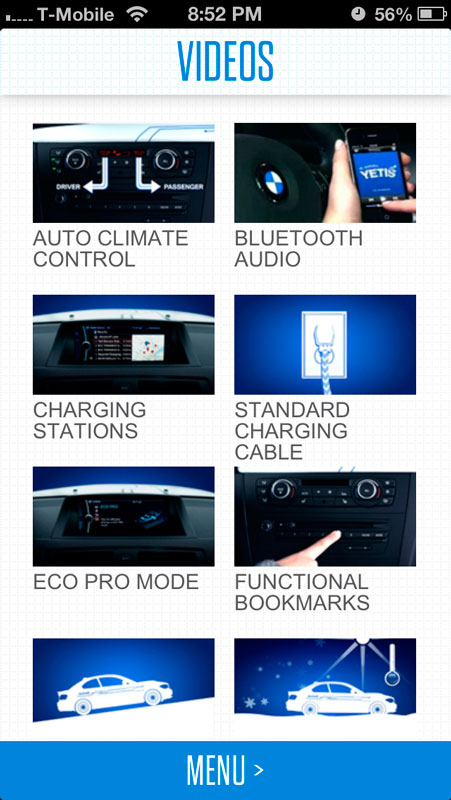 T-Mobile 8:52 PM 56%
VIDEOS
DRIVER PASSENGER
YETIS
AUTO CLIMATE
CONTROL
BLUETOOTH
AUDIO
CHARGING
STATIONS
STANDARD
CHARGING
CABLE
ECO PRO
ECO PRO MODE
FUNCTIONAL
BOOKMARKS
MENU >